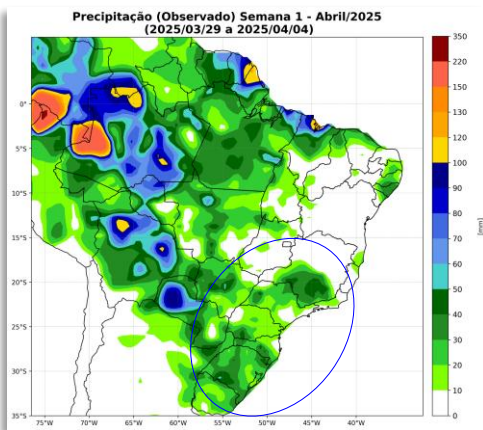 Precipitação (Observado) Semana 1 - Abril/2025
(2025/03/29 a 2025/04/04)
350
220
150
130
120
100
90
80
70
60
50
40
30
20
10
0
[mm]
0°
5°S
10°S
15°S
20°S
25°S
30°S
35°S
75°W
70°W
65°W
60°W
55°W
50°W
45°W
40°W